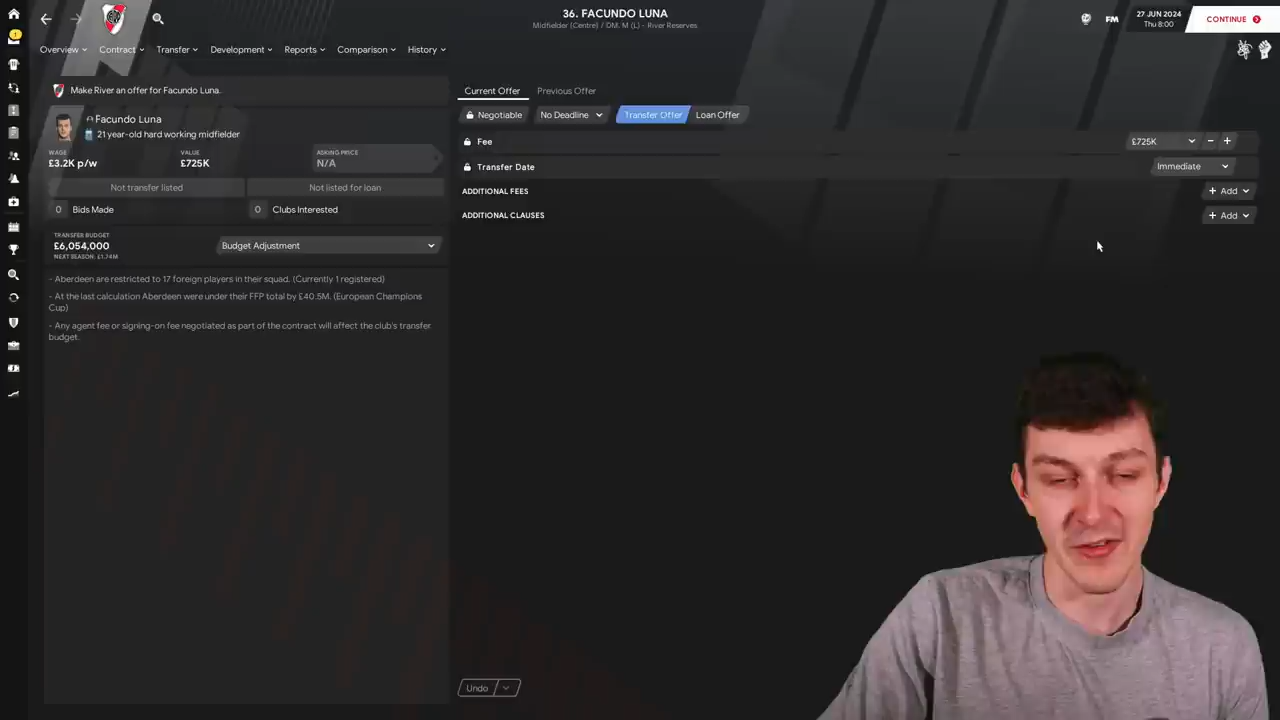 36. FACUNDO LUNA
Midfielder (Centre) / DM, M (L) - River Reserves
FM
27 JUN 2024
Thu 8:00
CONTINUE
1
Overview
Contract
Transfer
Development
Reports
Comparison
History
Make River an offer for Facundo Luna.
Facundo Luna
21 year-old hard working midfielder
WAGE
£3.2K p/w
VALUE
£725K
ASKING PRICE
N/A
Not transfer listed
Not listed for loan
0 Bids Made
0 Clubs Interested
TRANSFER BUDGET
£6,054,000
NEXT SEASON: £1.74M
Budget Adjustment
- Aberdeen are restricted to 17 foreign players in their squad. (Currently 1 registered)
- At the last calculation Aberdeen were under their FFP total by £40.5M. (European Champions
Cup)
- Any agent fee or signing-on fee negotiated as part of the contract will affect the club's transfer
budget.
Current Offer
Previous Offer
Negotiable
No Deadline
Transfer Offer
Loan Offer
Fee
£725K
Transfer Date
Immediate
ADDITIONAL FEES
+ Add
ADDITIONAL CLAUSES
+ Add
Undo